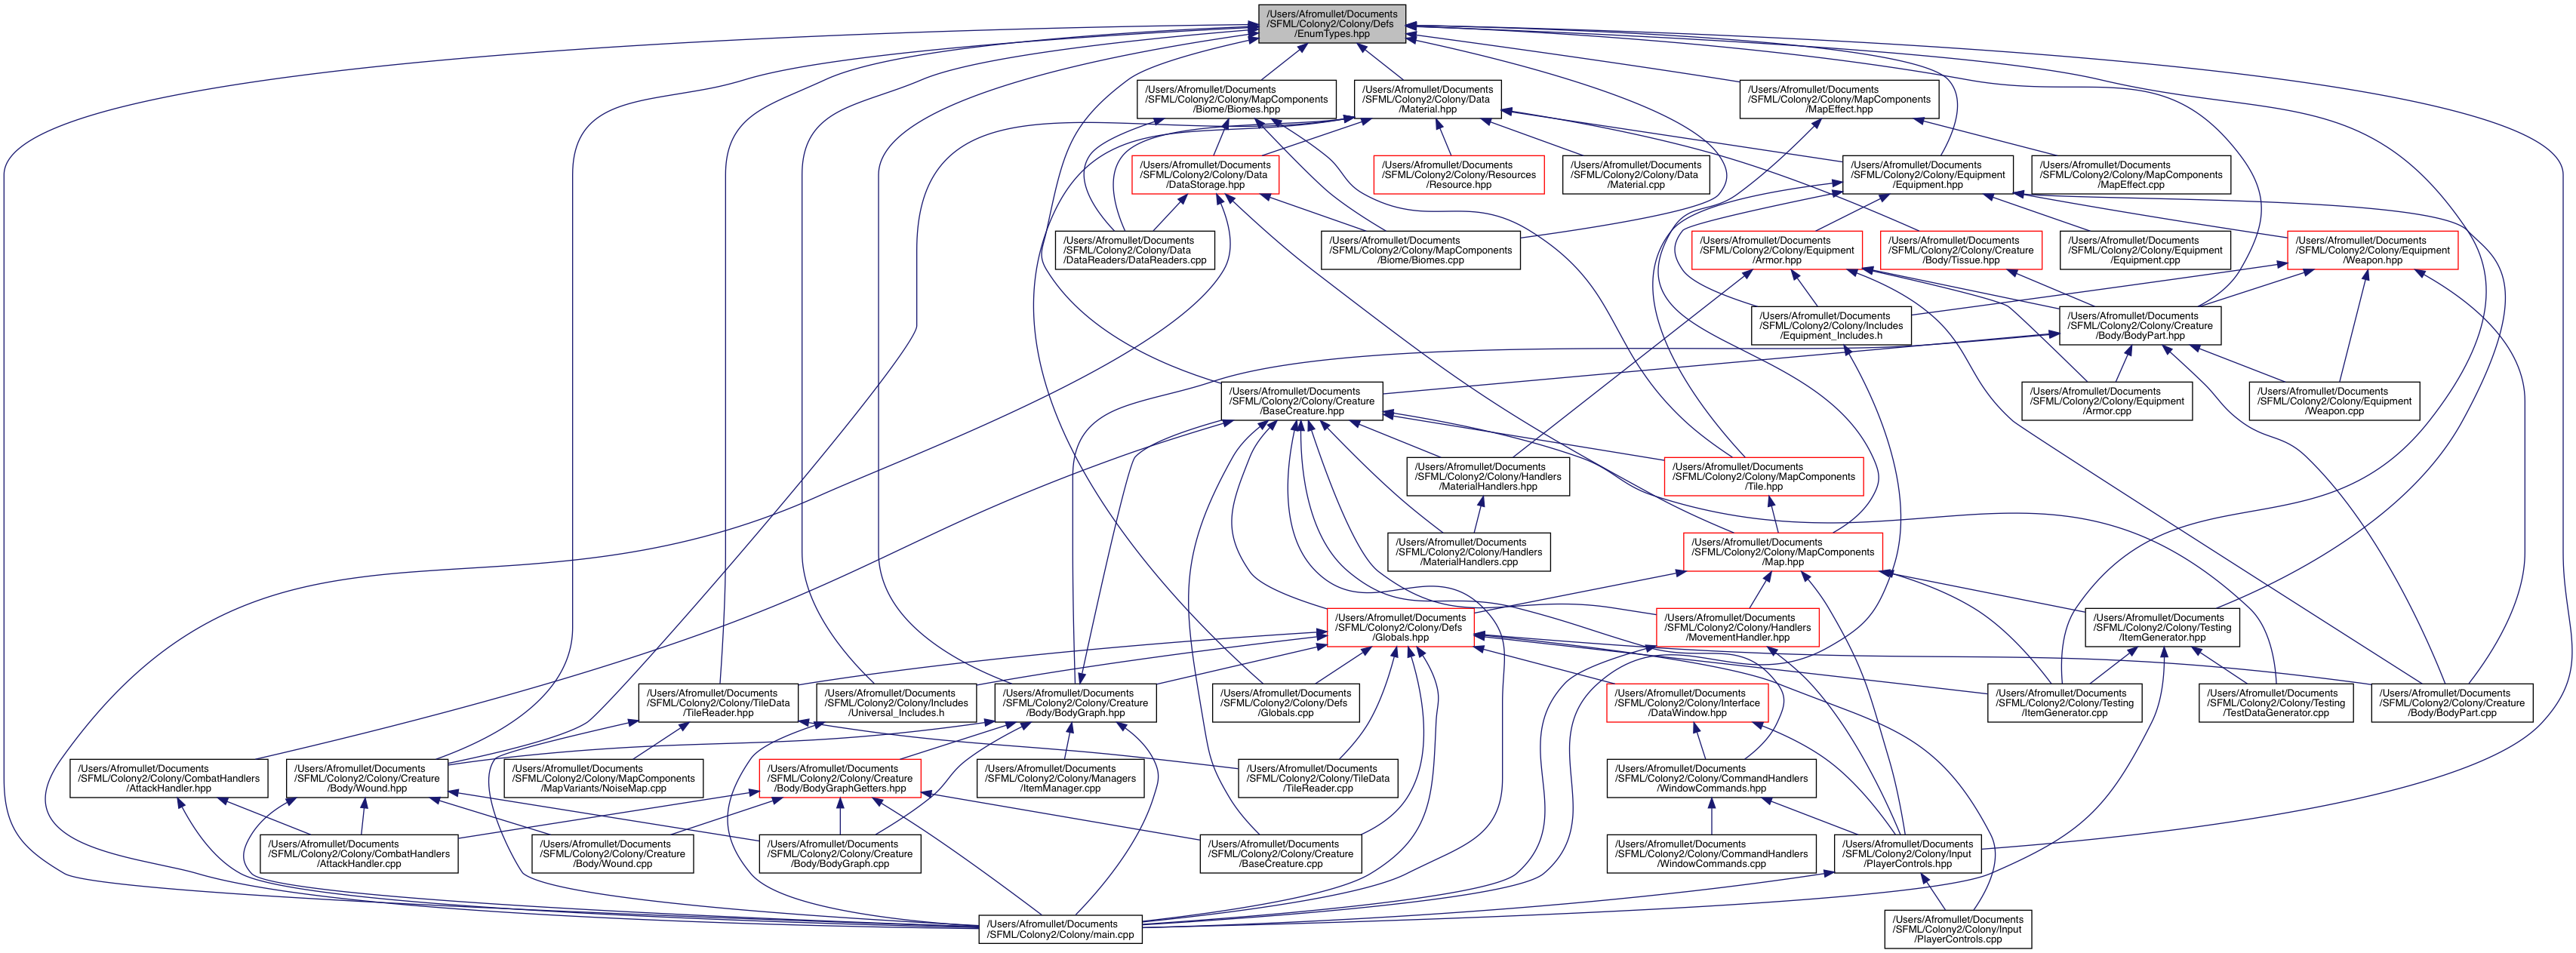 /Users/Afromullet/Documents
/SFML/Colony2/Colony/Defs
/EnumTypes.hpp
/Users/Afromullet/Documents
/SFML/Colony2/Colony/MapComponents
/Biome/Biomes.hpp
/Users/Afromullet/Documents
/SFML/Colony2/Colony/Data
/Material.hpp
/Users/Afromullet/Documents
/SFML/Colony2/Colony/MapComponents
/MapEffect.hpp
/Users/Afromullet/Documents
/SFML/Colony2/Colony/Data
/DataStorage.hpp
/Users/Afromullet/Documents
/SFML/Colony2/Colony/Resources
/Resource.hpp
/Users/Afromullet/Documents
/SFML/Colony2/Colony/Data
/Material.cpp
/Users/Afromullet/Documents
/SFML/Colony2/Colony/Equipment
/Equipment.hpp
/Users/Afromullet/Documents
/SFML/Colony2/Colony/MapComponents
/MapEffect.cpp
/Users/Afromullet/Documents
/SFML/Colony2/Colony/Data
/DataReaders/DataReaders.cpp
/Users/Afromullet/Documents
/SFML/Colony2/Colony/MapComponents
/Biome/Biomes.cpp
/Users/Afromullet/Documents
/SFML/Colony2/Colony/Equipment
/Armor.hpp
/Users/Afromullet/Documents
/SFML/Colony2/Colony/Creature
/Body/Tissue.hpp
/Users/Afromullet/Documents
/SFML/Colony2/Colony/Equipment
/Equipment.cpp
/Users/Afromullet/Documents
/SFML/Colony2/Colony/Equipment
/Weapon.hpp
/Users/Afromullet/Documents
/SFML/Colony2/Colony/Includes
/Equipment_Includes.h
/Users/Afromullet/Documents
/SFML/Colony2/Colony/Creature
/Body/BodyPart.hpp
/Users/Afromullet/Documents
/SFML/Colony2/Colony/Creature
/BaseCreature.hpp
/Users/Afromullet/Documents
/SFML/Colony2/Colony/Equipment
/Armor.cpp
/Users/Afromullet/Documents
/SFML/Colony2/Colony/Equipment
/Weapon.cpp
/Users/Afromullet/Documents
/SFML/Colony2/Colony/Handlers
/MaterialHandlers.hpp
/Users/Afromullet/Documents
/SFML/Colony2/Colony/MapComponents
/Tile.hpp
/Users/Afromullet/Documents
/SFML/Colony2/Colony/Handlers
/MaterialHandlers.cpp
/Users/Afromullet/Documents
/SFML/Colony2/Colony/MapComponents
/Map.hpp
/Users/Afromullet/Documents
/SFML/Colony2/Colony/Defs
/Globals.hpp
/Users/Afromullet/Documents
/SFML/Colony2/Colony/Handlers
/MovementHandler.hpp
/Users/Afromullet/Documents
/SFML/Colony2/Colony/Testing
/ItemGenerator.hpp
/Users/Afromullet/Documents
/SFML/Colony2/Colony/TileData
/TileReader.hpp
/Users/Afromullet/Documents
/SFML/Colony2/Colony/Includes
/Universal_Includes.h
/Users/Afromullet/Documents
/SFML/Colony2/Colony/Creature
/Body/BodyGraph.hpp
/Users/Afromullet/Documents
/SFML/Colony2/Colony/Defs
/Globals.cpp
/Users/Afromullet/Documents
/SFML/Colony2/Colony/Interface
/DataWindow.hpp
/Users/Afromullet/Documents
/SFML/Colony2/Colony/Testing
/ItemGenerator.cpp
/Users/Afromullet/Documents
/SFML/Colony2/Colony/Testing
/TestDataGenerator.cpp
/Users/Afromullet/Documents
/SFML/Colony2/Colony/Creature
/Body/BodyPart.cpp
/Users/Afromullet/Documents
/SFML/Colony2/Colony/CombatHandlers
/AttackHandler.hpp
/Users/Afromullet/Documents
/SFML/Colony2/Colony/Creature
/Body/Wound.hpp
/Users/Afromullet/Documents
/SFML/Colony2/Colony/MapComponents
/MapVariants/NoiseMap.cpp
/Users/Afromullet/Documents
/SFML/Colony2/Colony/Creature
/Body/BodyGraphGetters.hpp
/Users/Afromullet/Documents
/SFML/Colony2/Colony/Managers
/ItemManager.cpp
/Users/Afromullet/Documents
/SFML/Colony2/Colony/TileData
/TileReader.cpp
/Users/Afromullet/Documents
/SFML/Colony2/Colony/CommandHandlers
/WindowCommands.hpp
/Users/Afromullet/Documents
/SFML/Colony2/Colony/CombatHandlers
/AttackHandler.cpp
/Users/Afromullet/Documents
/SFML/Colony2/Colony/Creature
/Body/Wound.cpp
/Users/Afromullet/Documents
/SFML/Colony2/Colony/Creature
/Body/BodyGraph.cpp
/Users/Afromullet/Documents
/SFML/Colony2/Colony/Creature
/BaseCreature.cpp
/Users/Afromullet/Documents
/SFML/Colony2/Colony/CommandHandlers
/WindowCommands.cpp
/Users/Afromullet/Documents
/SFML/Colony2/Colony/Input
/PlayerControls.hpp
/Users/Afromullet/Documents
/SFML/Colony2/Colony/main.cpp
/Users/Afromullet/Documents
/SFML/Colony2/Colony/Input
/PlayerControls.cpp